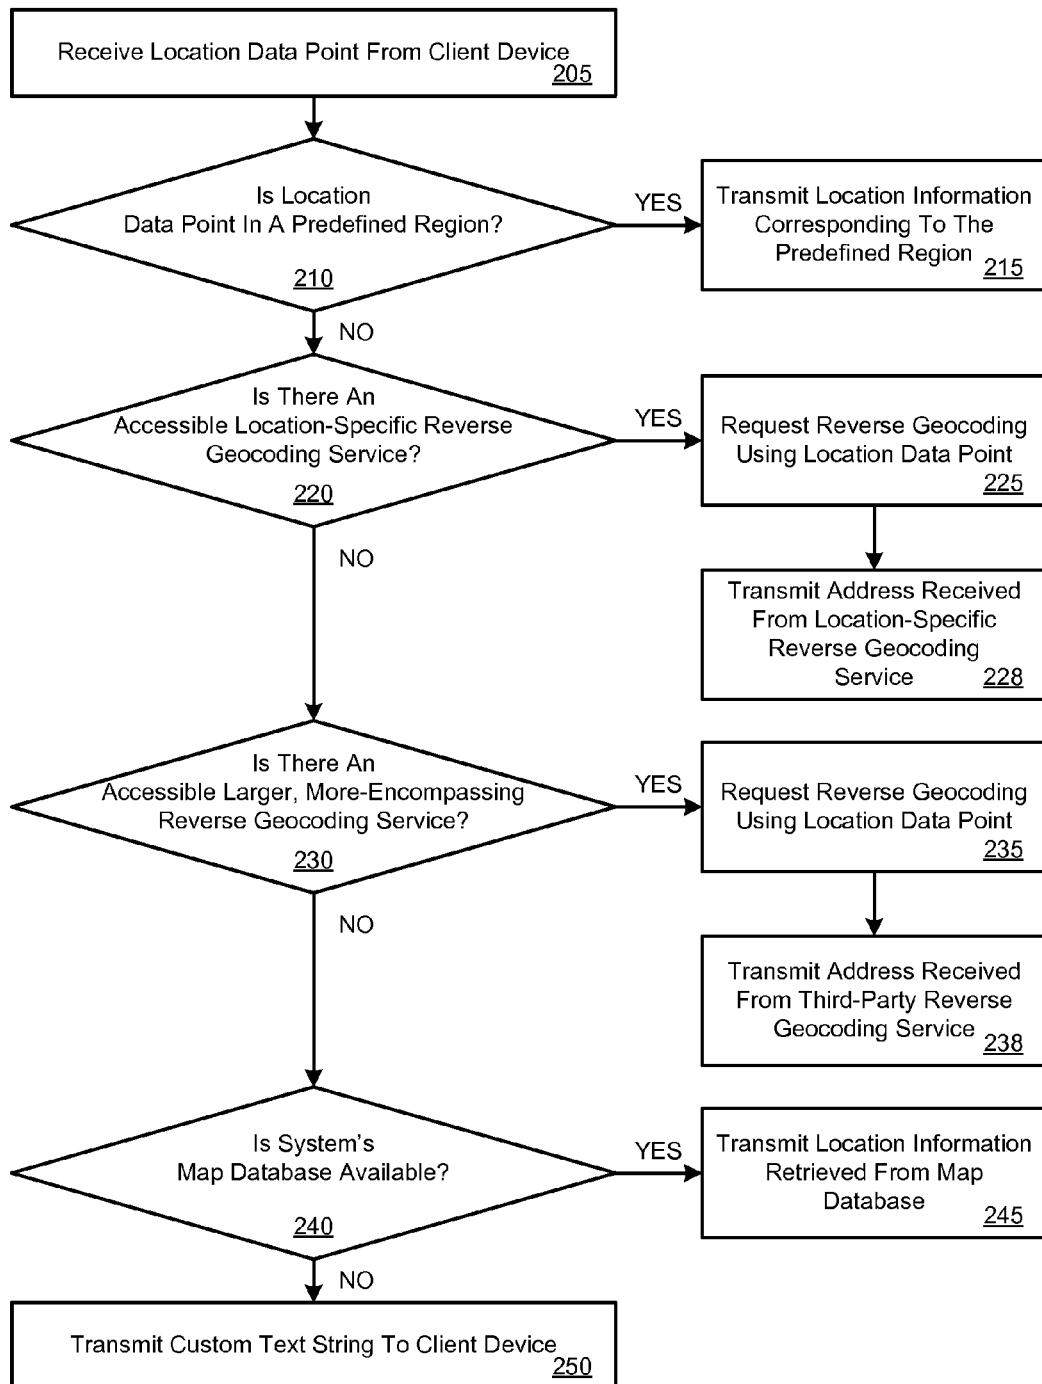 Receive Location Data Point From Client Device
205
Is Location
Data Point In A Predefined Region?
210
YES
Transmit Location Information
Corresponding To The
Predefined Region
215
NO
Is There An
Accessible Location-Specific Reverse
Geocoding Service?
220
YES
Request Reverse Geocoding
Using Location Data Point
225
NO
Transmit Address Received
From Location-Specific
Reverse Geocoding
Service
228
Is There An
Accessible Larger, More-Encompassing
Reverse Geocoding Service?
230
YES
Request Reverse Geocoding
Using Location Data Point
235
NO
Transmit Address Received
From Third-Party Reverse
Geocoding Service
238
Is System's
Map Database Available?
240
YES
Transmit Location Information
Retrieved From Map
Database
245
NO
Transmit Custom Text String To Client Device
250